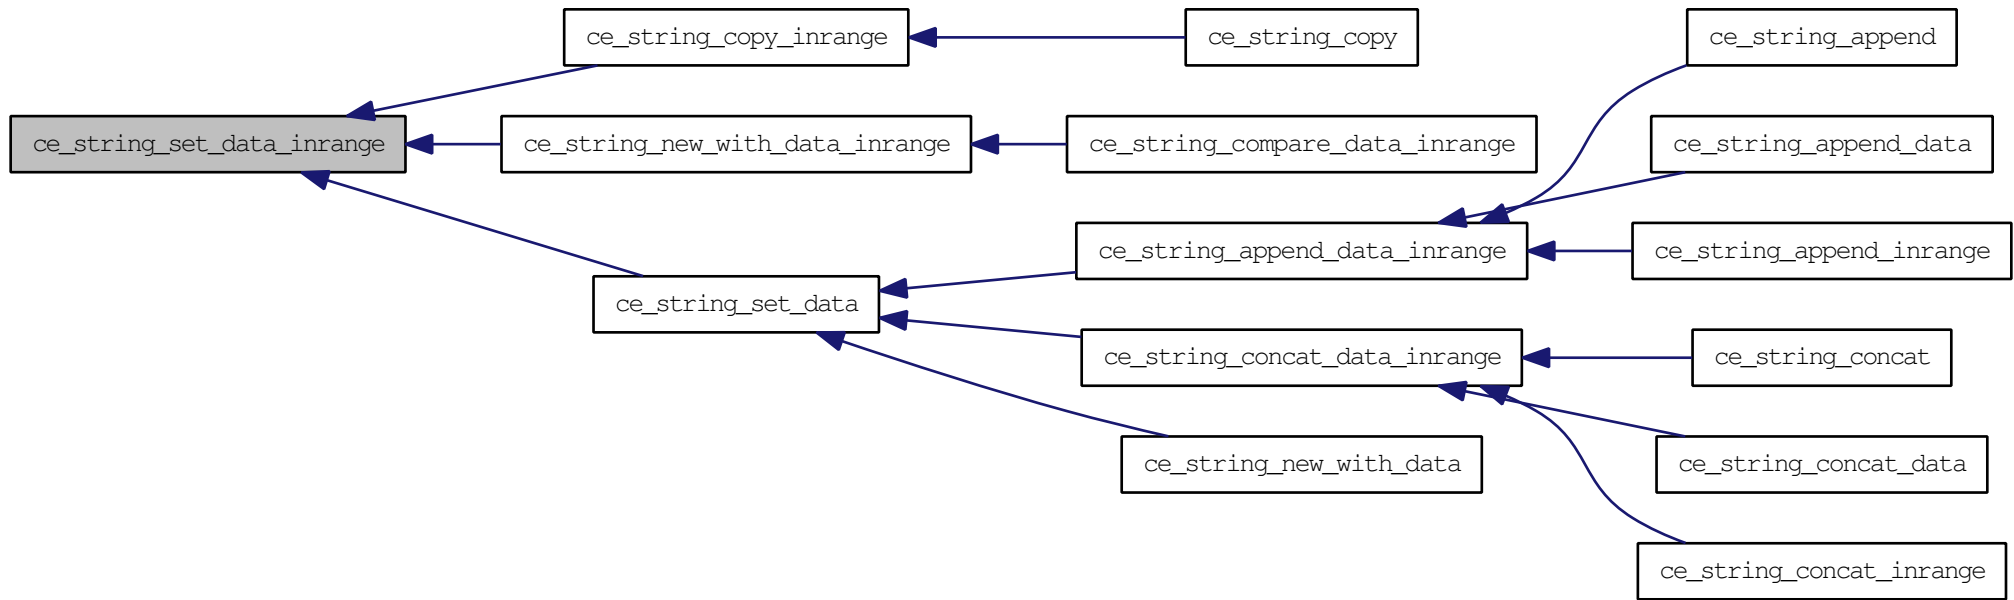 ce_string_copy_inrange
ce_string_copy
ce_string_append
ce_string_set_data_inrange
ce_string_new_with_data_inrange
ce_string_compare_data_inrange
ce_string_append_data
ce_string_append_data_inrange
ce_string_append_inrange
ce_string_set_data
ce_string_concat_data_inrange
ce_string_concat
ce_string_new_with_data
ce_string_concat_data
ce_string_concat_inrange